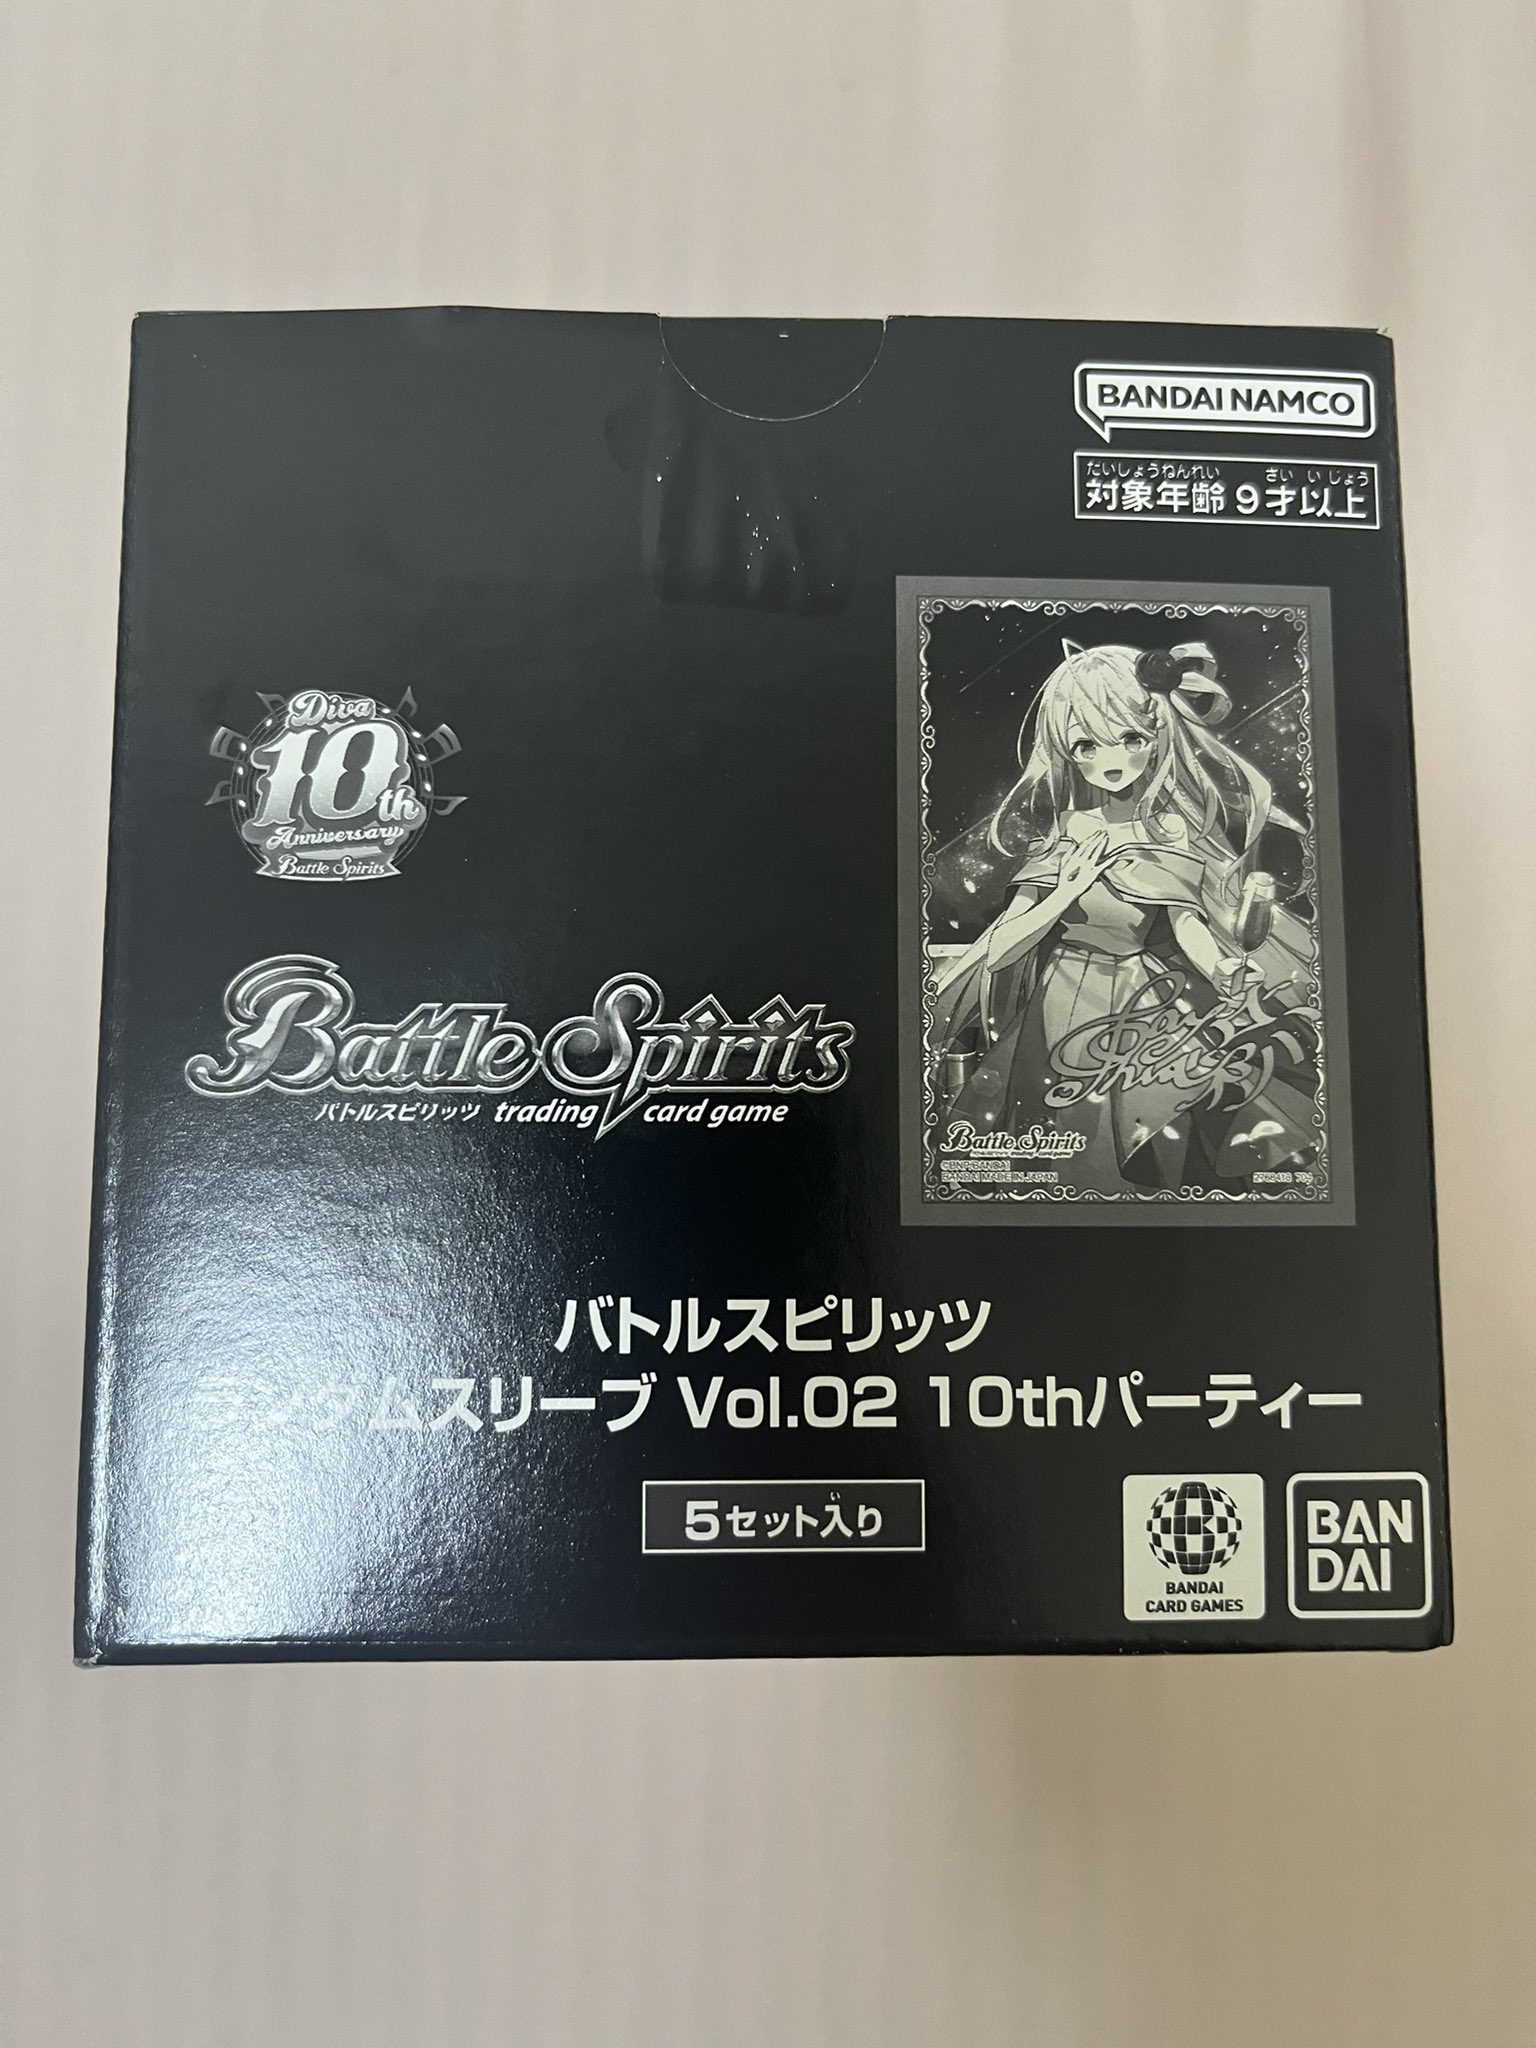 BANDAI NAMCO
たいしょうねんれい さい いじょう
対象年齢 9才以上
Diva
10th
Anniversary
Battle Spirits
Battle Spirits
バトルスピリッツ trading card game
Battle Spirits
©BNP/BANDAI
BANDAI MADE IN JAPAN
バトルスピリッツ
ムスリーブ Vol.02 10thパーティー
い
5セット入り
BANDAI
CARD GAMES
BAN
DAI